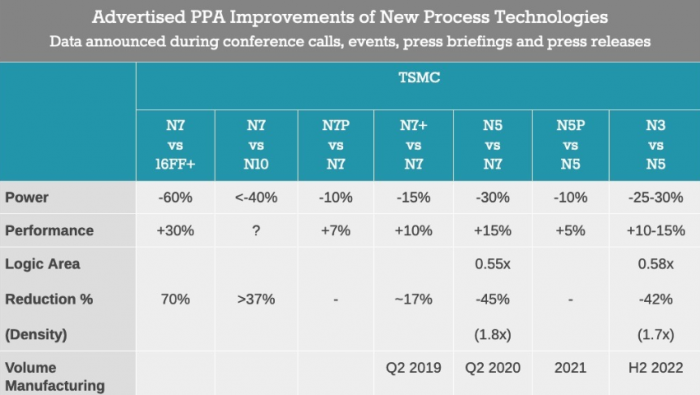 Advertised PPA Improvements of New Process Technologies
Data announced during conference calls, events, press briefings and press releases
TSMC
N7 N7 N7P N7+ N5 N5P N3
vs vs vs vs vs vs vs
16FF+ N10 N7 N7 N7 N5 N5
Power -60% <-40% -10% -15% -30% -10% -25-30%
Performance +30% ? +7% +10% +15% +5% +10-15%
Logic Area 0.55x 0.58x
Reduction % 70% >37% - ~17% -45% - -42%
(Density) (1.8x) (1.7x)
Volume Q2 2019 Q2 2020 2021 H2 2022
Manufacturing